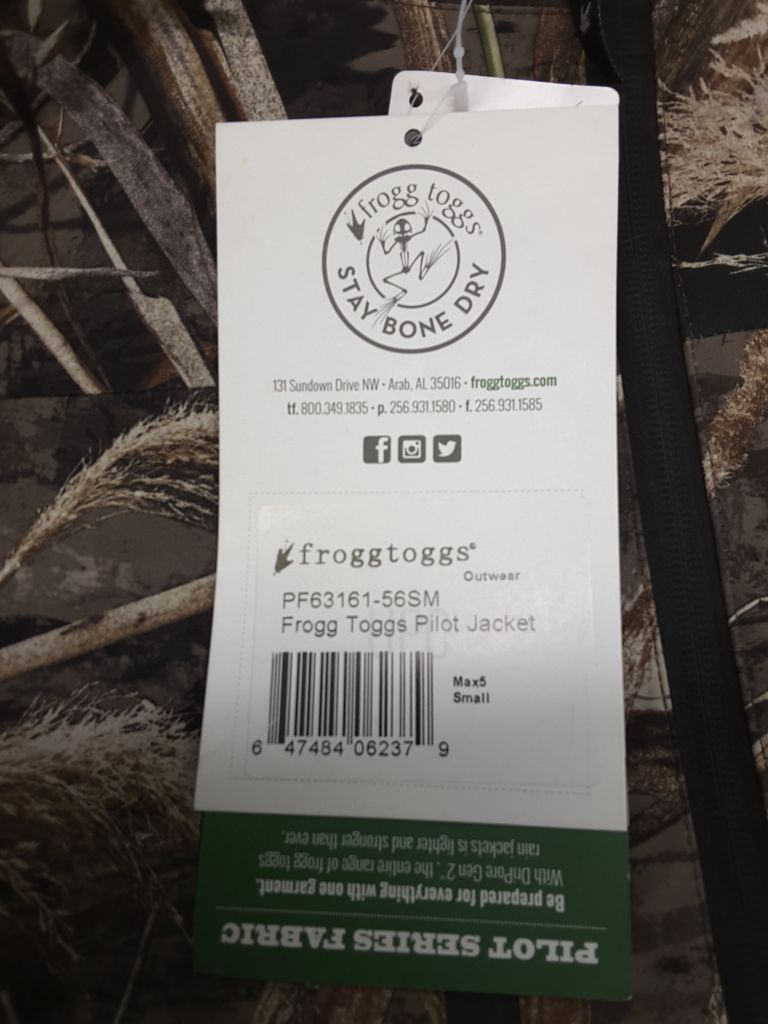 frogg toggs®
STAY BONE DRY
131 Sundown Drive NW • Arab, AL 35016 • froggtoggs.com
tf. 800.349.1835 • p. 256.931.1580 • f. 256.931.1585
froggtoggs®
Outwear
PF63161-56SM
Frogg Toggs Pilot Jacket
Max5
Small
6 47484 06237 9
PILOT SERIES FABRIC
Be prepared for everything with one garment.
With DriPore Gen 2™, the entire range of frogg toggs
rain jackets is lighter and stronger than ever.